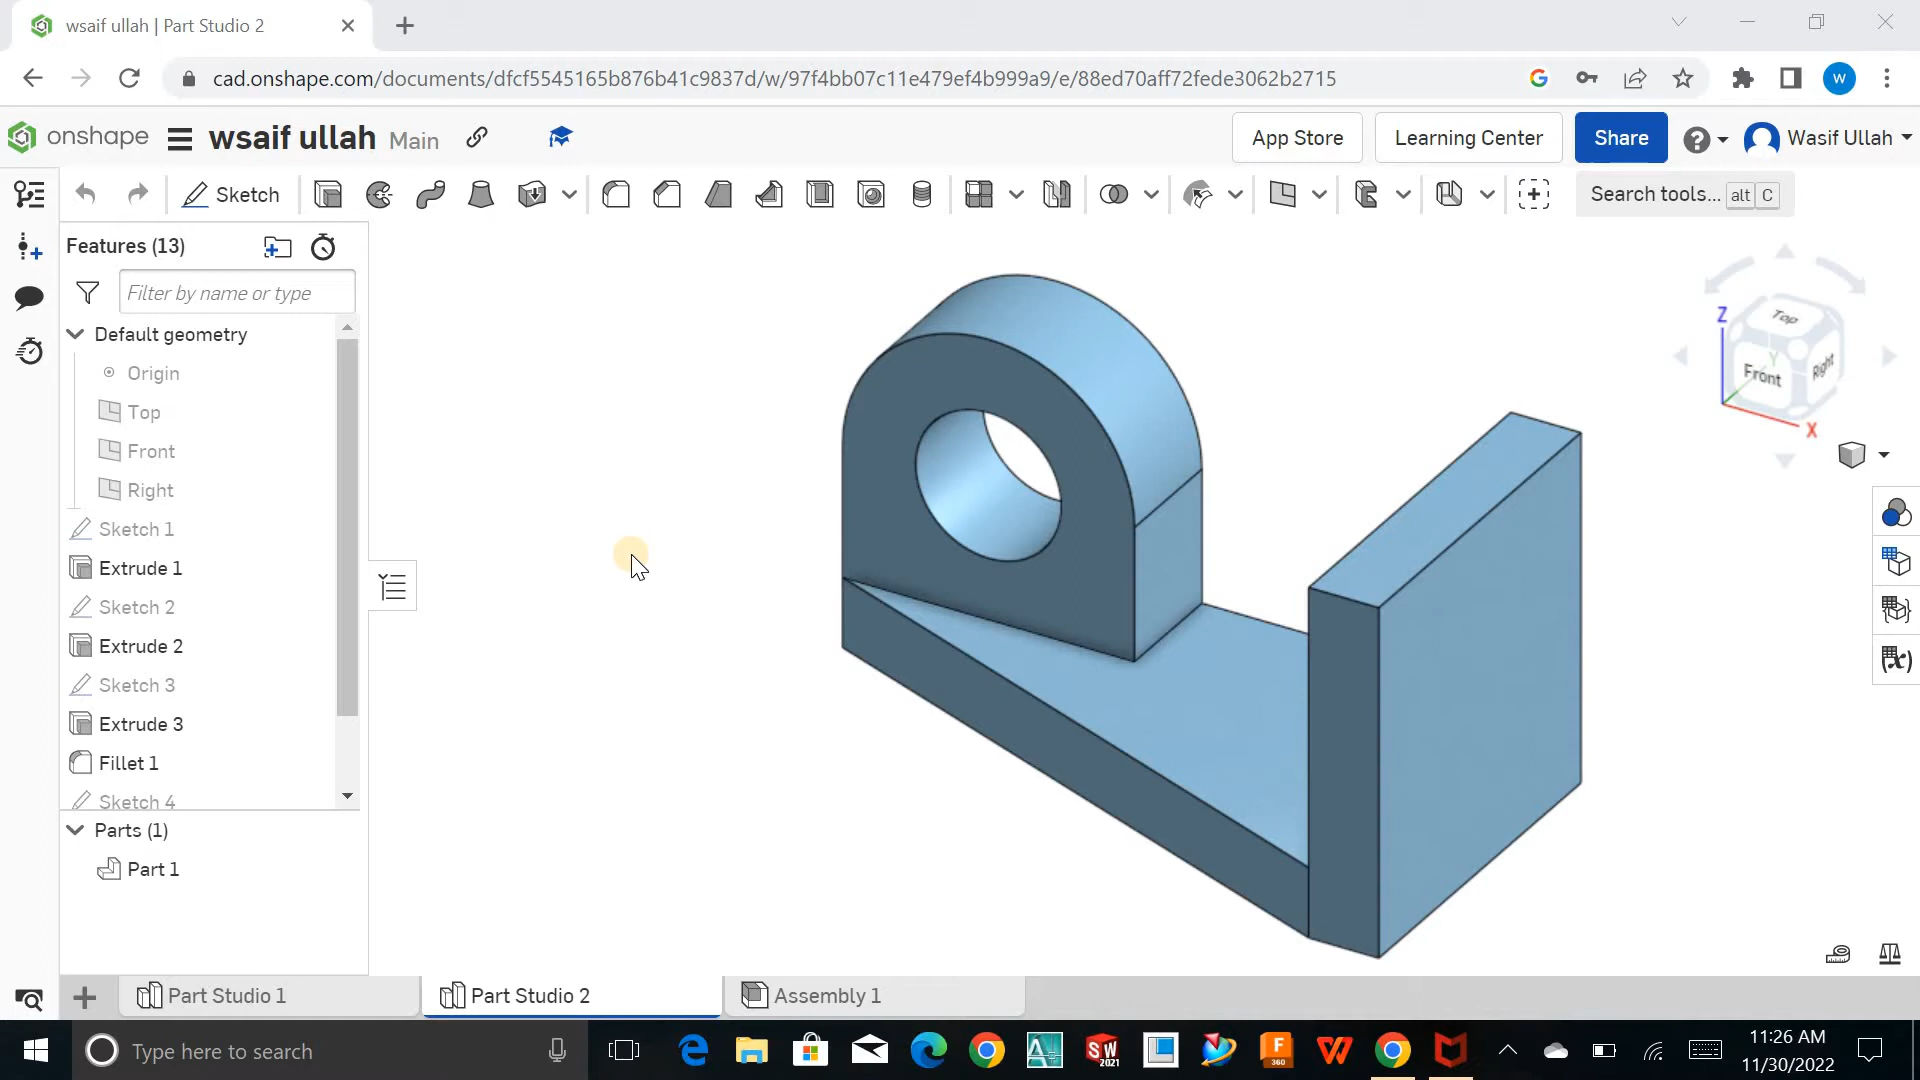 wsaif ullah | Part Studio 2
cad.onshape.com/documents/dfcf5545165b876b41c9837d/w/97f4bb07c11e479ef4b999a9/e/88ed70aff72fede3062b2715
W
onshape
wsaif ullah Main
App Store
Learning Center
Share
Wasif Ullah
Sketch
Search tools... alt C
Features (13)
Filter by name or type
Default geometry
Origin
Top
Front
Right
Sketch 1
Extrude 1
Sketch 2
Extrude 2
Sketch 3
Extrude 3
Fillet 1
Sketch 4
Parts (1)
Part 1
Z
Top
Y
Front
Right
X
(x)
Part Studio 1
Part Studio 2
Assembly 1
Type here to search
SW
2021
F
360
11:26 AM
11/30/2022